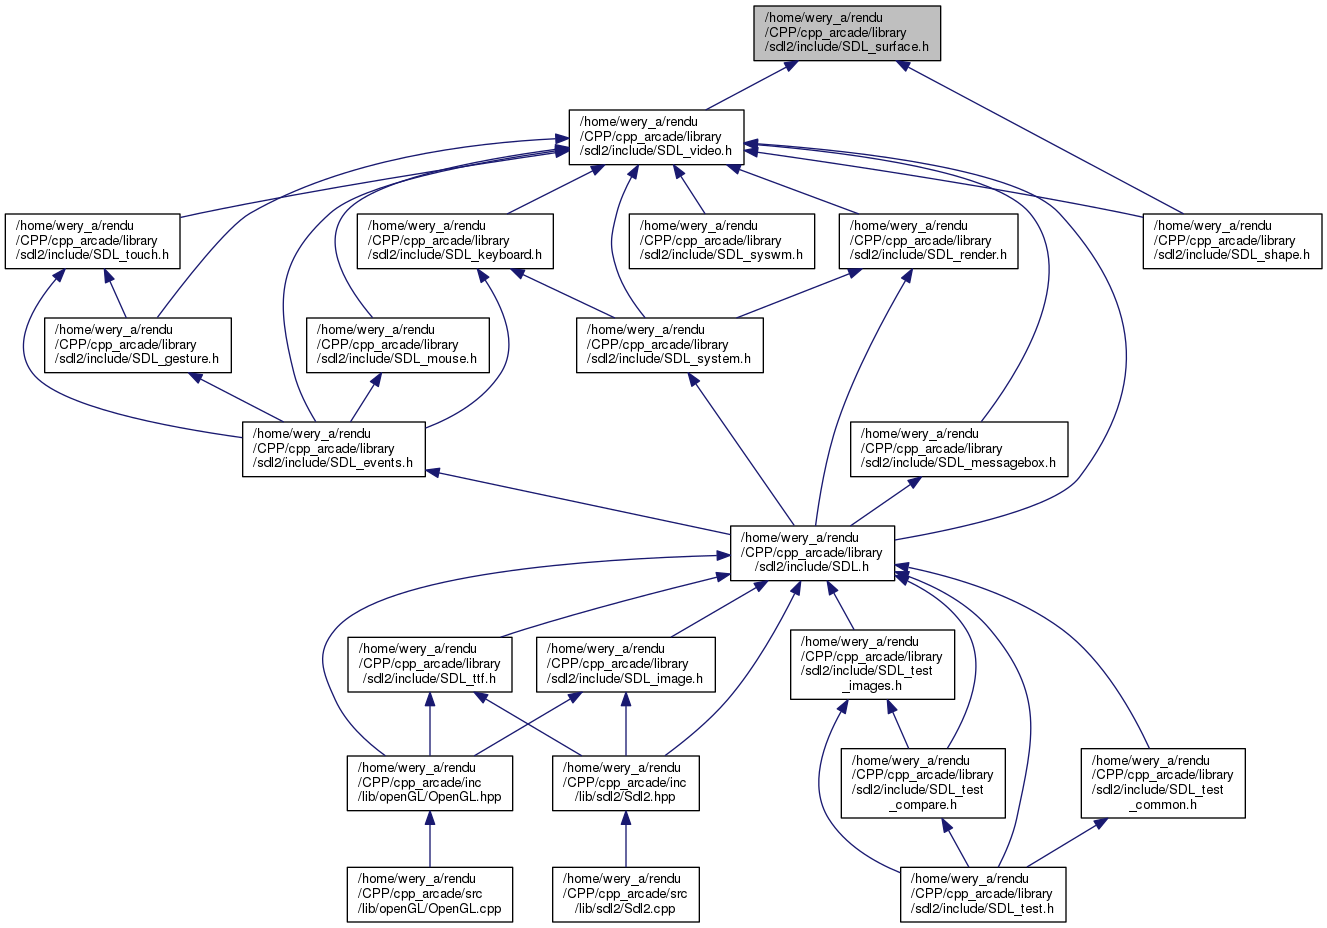 /home/wery_a/rendu
/CPP/cpp_arcade/library
/sdl2/include/SDL_surface.h
/home/wery_a/rendu
/CPP/cpp_arcade/library
/sdl2/include/SDL_video.h
/home/wery_a/rendu
/CPP/cpp_arcade/library
/sdl2/include/SDL_touch.h
/home/wery_a/rendu
/CPP/cpp_arcade/library
/sdl2/include/SDL_keyboard.h
/home/wery_a/rendu
/CPP/cpp_arcade/library
/sdl2/include/SDL_syswm.h
/home/wery_a/rendu
/CPP/cpp_arcade/library
/sdl2/include/SDL_render.h
/home/wery_a/rendu
/CPP/cpp_arcade/library
/sdl2/include/SDL_shape.h
/home/wery_a/rendu
/CPP/cpp_arcade/library
/sdl2/include/SDL_gesture.h
/home/wery_a/rendu
/CPP/cpp_arcade/library
/sdl2/include/SDL_mouse.h
/home/wery_a/rendu
/CPP/cpp_arcade/library
/sdl2/include/SDL_system.h
/home/wery_a/rendu
/CPP/cpp_arcade/library
/sdl2/include/SDL_events.h
/home/wery_a/rendu
/CPP/cpp_arcade/library
/sdl2/include/SDL_messagebox.h
/home/wery_a/rendu
/CPP/cpp_arcade/library
/sdl2/include/SDL.h
/home/wery_a/rendu
/CPP/cpp_arcade/library
/sdl2/include/SDL_ttf.h
/home/wery_a/rendu
/CPP/cpp_arcade/library
/sdl2/include/SDL_image.h
/home/wery_a/rendu
/CPP/cpp_arcade/library
/sdl2/include/SDL_test
_images.h
/home/wery_a/rendu
/CPP/cpp_arcade/inc
/lib/openGL/OpenGL.hpp
/home/wery_a/rendu
/CPP/cpp_arcade/inc
/lib/sdl2/Sdl2.hpp
/home/wery_a/rendu
/CPP/cpp_arcade/library
/sdl2/include/SDL_test
_compare.h
/home/wery_a/rendu
/CPP/cpp_arcade/library
/sdl2/include/SDL_test
_common.h
/home/wery_a/rendu
/CPP/cpp_arcade/src
/lib/openGL/OpenGL.cpp
/home/wery_a/rendu
/CPP/cpp_arcade/src
/lib/sdl2/Sdl2.cpp
/home/wery_a/rendu
/CPP/cpp_arcade/library
/sdl2/include/SDL_test.h